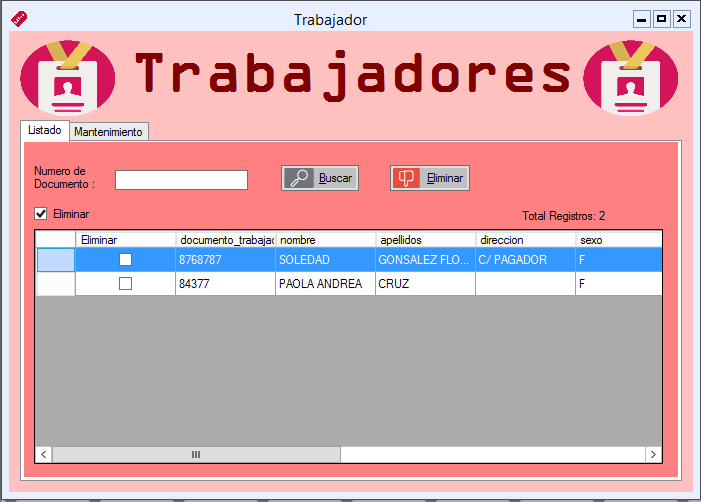 Trabajador
Trabajadores
Listado Mantenimiento
Numero de
Documento :
Buscar Eliminar
Eliminar
Total Registros: 2
Eliminar documento_trabajad nombre apellidos direccion sexo
8768787 SOLEDAD GONSALEZ FLO... C/ PAGADOR F
84377 PAOLA ANDREA CRUZ F